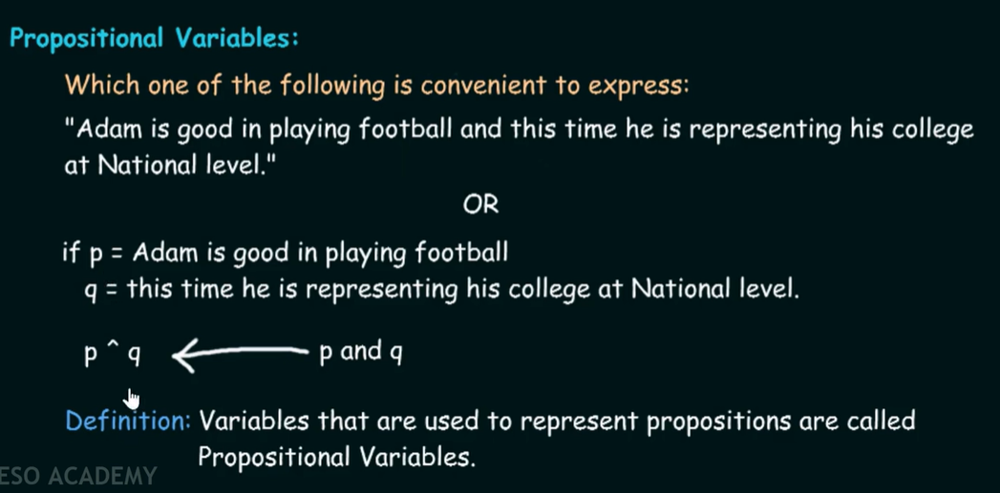 Propositional Variables:
Which one of the following is convenient to express:
"Adam is good in playing football and this time he is representing his college
at National level."
OR
if p = Adam is good in playing football
q = this time he is representing his college at National level.
p ^ q ← p and q
Definition: Variables that are used to represent propositions are called
Propositional Variables.
ESO ACADEMY